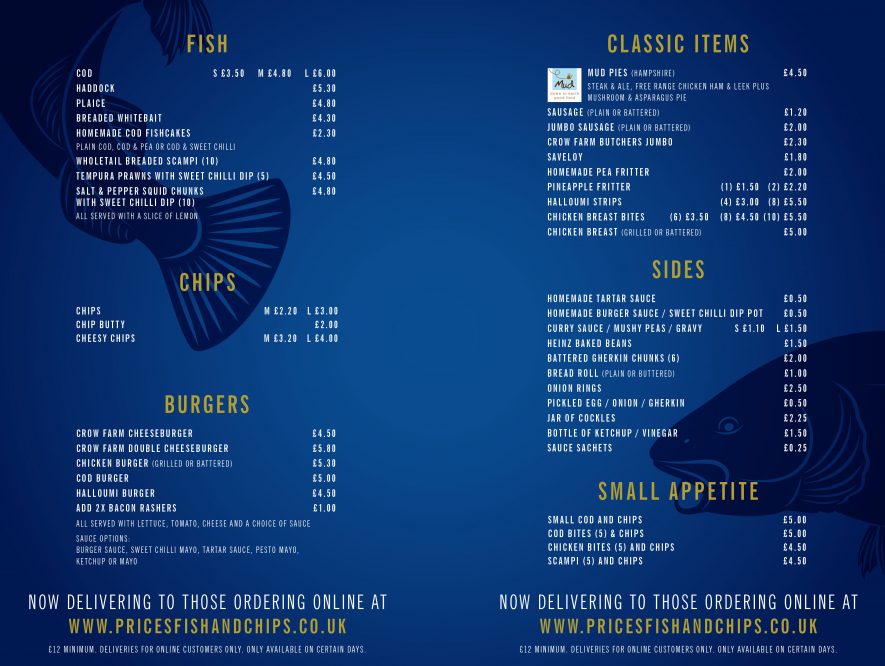 FISH
COD S £3.50 M £4.80 L £6.00
HADDOCK £5.30
PLAICE £4.80
BREADED WHITEBAIT £4.30
HOMEMADE COD FISHCAKES £2.30
PLAIN COD, COD & PEA OR COD & SWEET CHILLI
WHOLETAIL BREADED SCAMPI (10) £4.80
TEMPURA PRAWNS WITH SWEET CHILLI DIP (5) £4.50
SALT & PEPPER SQUID CHUNKS £4.80
WITH SWEET CHILLI DIP (10)
ALL SERVED WITH A SLICE OF LEMON
CHIPS
CHIPS M £2.20 L £3.00
CHIP BUTTY £2.00
CHEESY CHIPS M £3.20 L £4.00
BURGERS
CROW FARM CHEESEBURGER £4.50
CROW FARM DOUBLE CHEESEBURGER £5.80
CHICKEN BURGER (GRILLED OR BATTERED) £5.30
COD BURGER £5.00
HALLOUMI BURGER £4.50
ADD 2X BACON RASHERS £1.00
ALL SERVED WITH LETTUCE, TOMATO, CHEESE AND A CHOICE OF SAUCE
SAUCE OPTIONS:
BURGER SAUCE, SWEET CHILLI MAYO, TARTAR SAUCE, PESTO MAYO,
KETCHUP OR MAYO
NOW DELIVERING TO THOSE ORDERING ONLINE AT
WWW.PRICESFISHANDCHIPS.CO.UK
£12 MINIMUM. DELIVERIES FOR ONLINE CUSTOMERS ONLY. ONLY AVAILABLE ON CERTAIN DAYS.
CLASSIC ITEMS
Mud
down to earth
good food
MUD PIES (HAMPSHIRE) £4.50
STEAK & ALE, FREE RANGE CHICKEN HAM & LEEK PLUS
MUSHROOM & ASPARAGUS PIE
SAUSAGE (PLAIN OR BATTERED) £1.20
JUMBO SAUSAGE (PLAIN OR BATTERED) £2.00
CROW FARM BUTCHERS JUMBO £2.30
SAVELOY £1.80
HOMEMADE PEA FRITTER £2.00
PINEAPPLE FRITTER (1) £1.50 (2) £2.20
HALLOUMI STRIPS (4) £3.00 (8) £5.50
CHICKEN BREAST BITES (6) £3.50 (8) £4.50 (10) £5.50
CHICKEN BREAST (GRILLED OR BATTERED) £5.00
SIDES
HOMEMADE TARTAR SAUCE £0.50
HOMEMADE BURGER SAUCE / SWEET CHILLI DIP POT £0.50
CURRY SAUCE / MUSHY PEAS / GRAVY S £1.10 L £1.50
HEINZ BAKED BEANS £1.50
BATTERED GHERKIN CHUNKS (6) £2.00
BREAD ROLL (PLAIN OR BUTTERED) £1.00
ONION RINGS £2.50
PICKLED EGG / ONION / GHERKIN £0.50
JAR OF COCKLES £2.25
BOTTLE OF KETCHUP / VINEGAR £1.50
SAUCE SACHETS £0.25
SMALL APPETITE
SMALL COD AND CHIPS £5.00
COD BITES (5) & CHIPS £5.00
CHICKEN BITES (5) AND CHIPS £4.50
SCAMPI (5) AND CHIPS £4.50
NOW DELIVERING TO THOSE ORDERING ONLINE AT
WWW.PRICESFISHANDCHIPS.CO.UK
£12 MINIMUM. DELIVERIES FOR ONLINE CUSTOMERS ONLY. ONLY AVAILABLE ON CERTAIN DAYS.